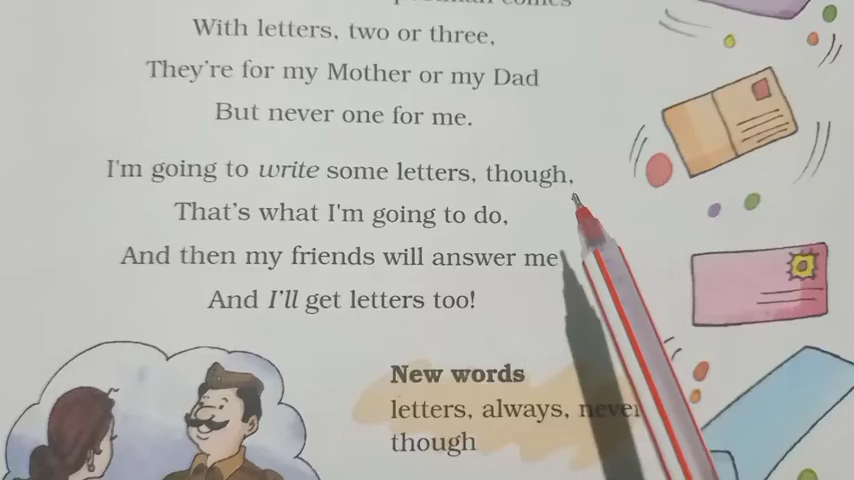 comes
With letters, two or three,
They're for my Mother or my Dad
But never one for me.
I'm going to write some letters, though,
That's what I'm going to do,
And then my friends will answer me
And I'll get letters too!
New words
letters, always, never
though